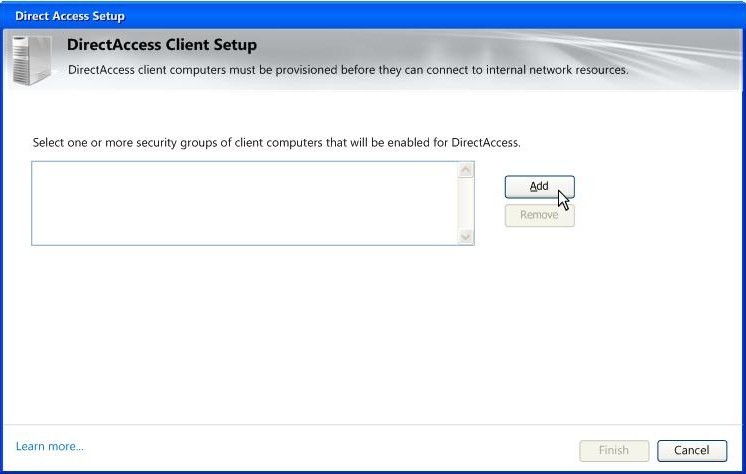 Direct Access Setup
DirectAccess Client Setup
DirectAccess client computers must be provisioned before they can connect to internal network resources.
Select one or more security groups of client computers that will be enabled for DirectAccess.
Add
Remove
Learn more...
Finish
Cancel